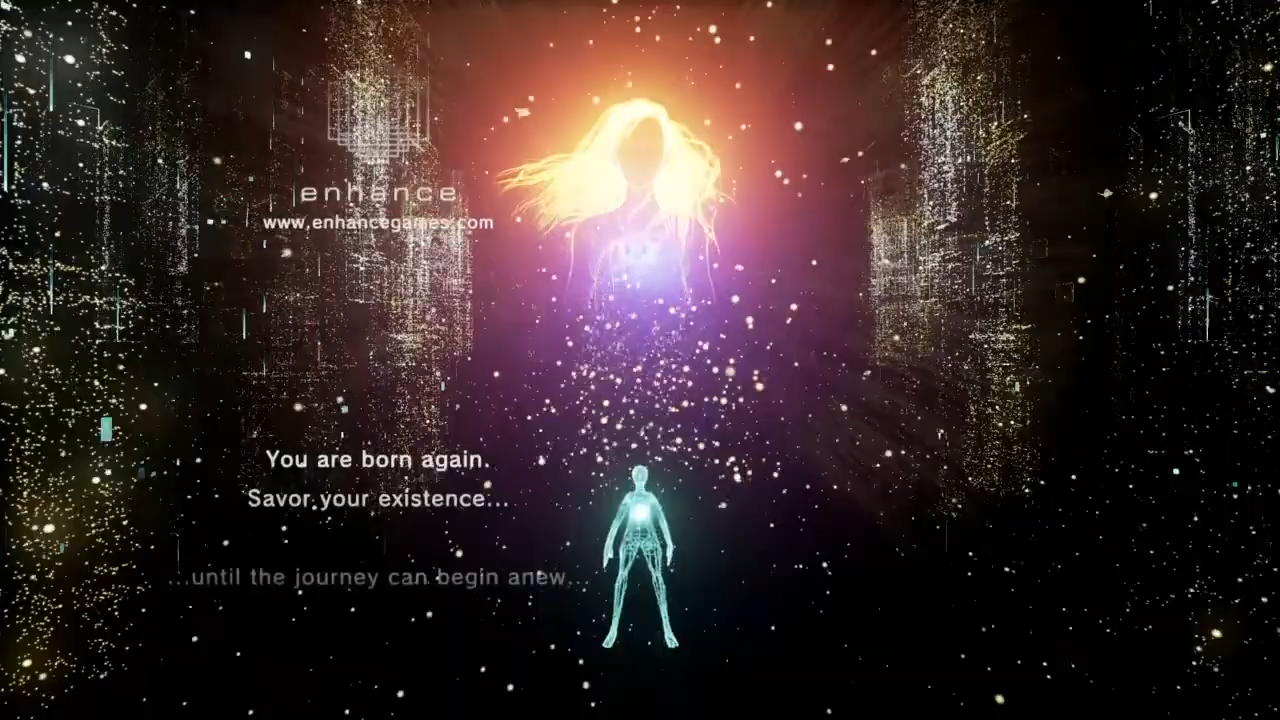 enhance
www.enhancegames.com
You are born again.
Savor your existence...
...until the journey can begin anew...